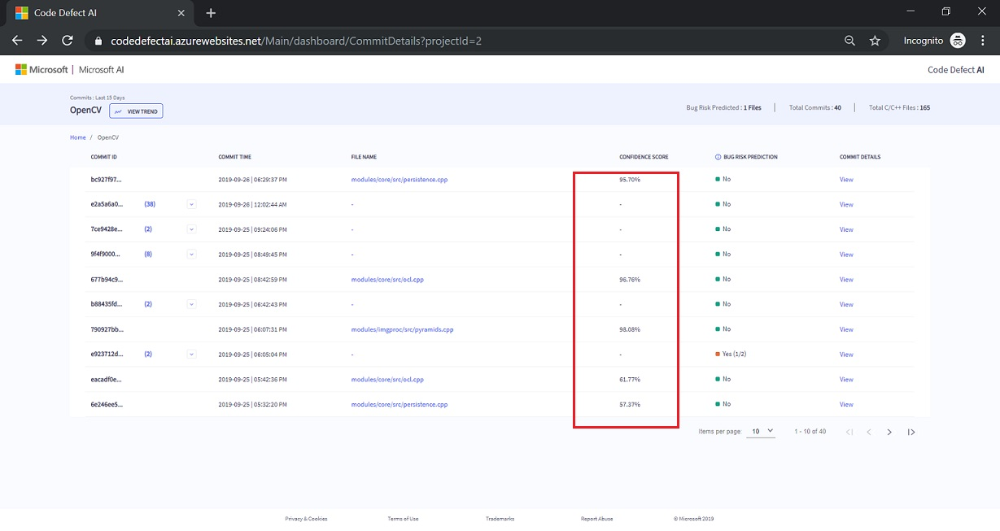 Code Defect AI
codedefectai.azurewebsites.net/Main/dashboard/CommitDetails?projectId=2
Incognito
Microsoft | Microsoft AI
Code Defect AI
Commits : Last 15 Days
OpenCV
VIEW TREND
Bug Risk Predicted : 1 Files | Total Commits : 40 | Total C/C++ Files : 165
Home / OpenCV
COMMIT ID COMMIT TIME FILE NAME CONFIDENCE SCORE BUG RISK PREDICTION COMMIT DETAILS
bc927f97... 2019-09-26 | 06:29:37 PM modules/core/src/persistence.cpp 95.70% No View
e2a5a6a0... (38) 2019-09-26 | 12:02:44 AM - - No View
7ce9428e... (2) 2019-09-25 | 09:24:06 PM - - No View
9f4f9000... (8) 2019-09-25 | 08:49:45 PM - - No View
677b94c9... 2019-09-25 | 08:42:59 PM modules/core/src/ocl.cpp 96.76% No View
b88435fd... (2) 2019-09-25 | 06:42:43 PM - - No View
790927bb... 2019-09-25 | 06:07:31 PM modules/imgproc/src/pyramids.cpp 98.08% No View
e923712d... (2) 2019-09-25 | 06:05:04 PM - - Yes (1/2) View
eacadf0e... 2019-09-25 | 05:42:36 PM modules/core/src/ocl.cpp 61.77% No View
6e246ee5... 2019-09-25 | 05:32:20 PM modules/core/src/persistence.cpp 57.37% No View
Items per page: 10 1 - 10 of 40
Privacy & Cookies Terms of Use Trademarks Report Abuse © Microsoft 2019